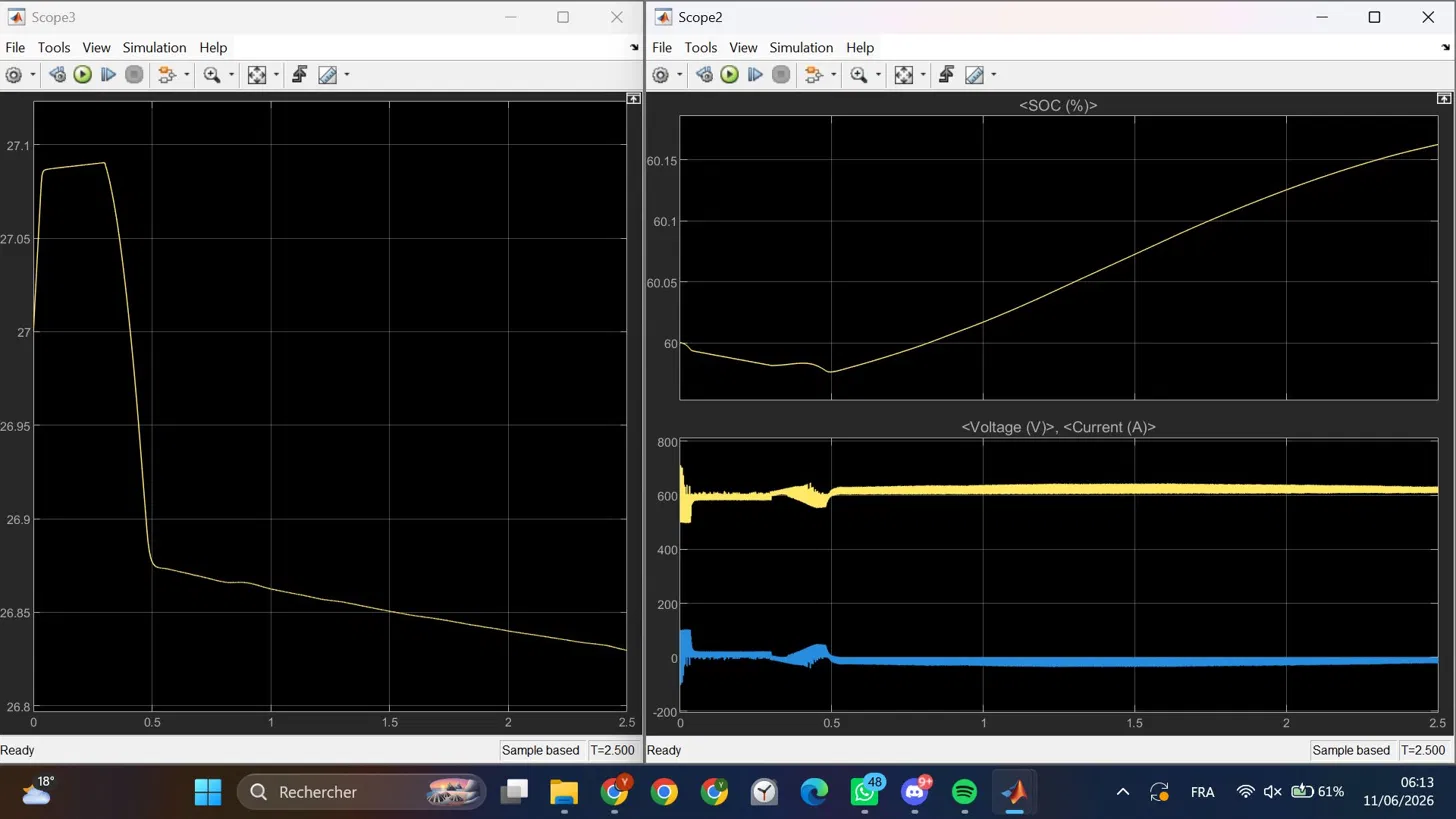 Scope3
File Tools View Simulation Help
27.1
27.05
27
26.95
26.9
26.85
26.8
0 0.5 1 1.5 2 2.5
Ready Sample based T=2.500
Scope2
File Tools View Simulation Help
<SOC (%)>
60.15
60.1
60.05
60
<Voltage (V)>, <Current (A)>
800
600
400
200
0
-200
0 0.5 1 1.5 2 2.5
Ready Sample based T=2.500
18°
Rechercher
Y
Y
48
9+
FRA
61%
06:13
11/06/2026